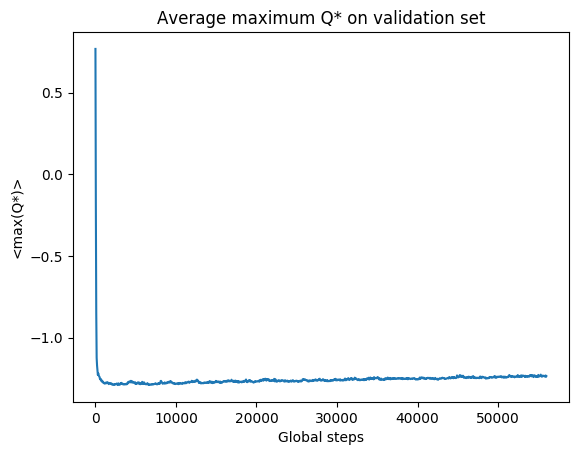 Average maximum Q* on validation set
<max(Q*)>
0.5
0.0
−0.5
−1.0
0 10000 20000 30000 40000 50000
Global steps